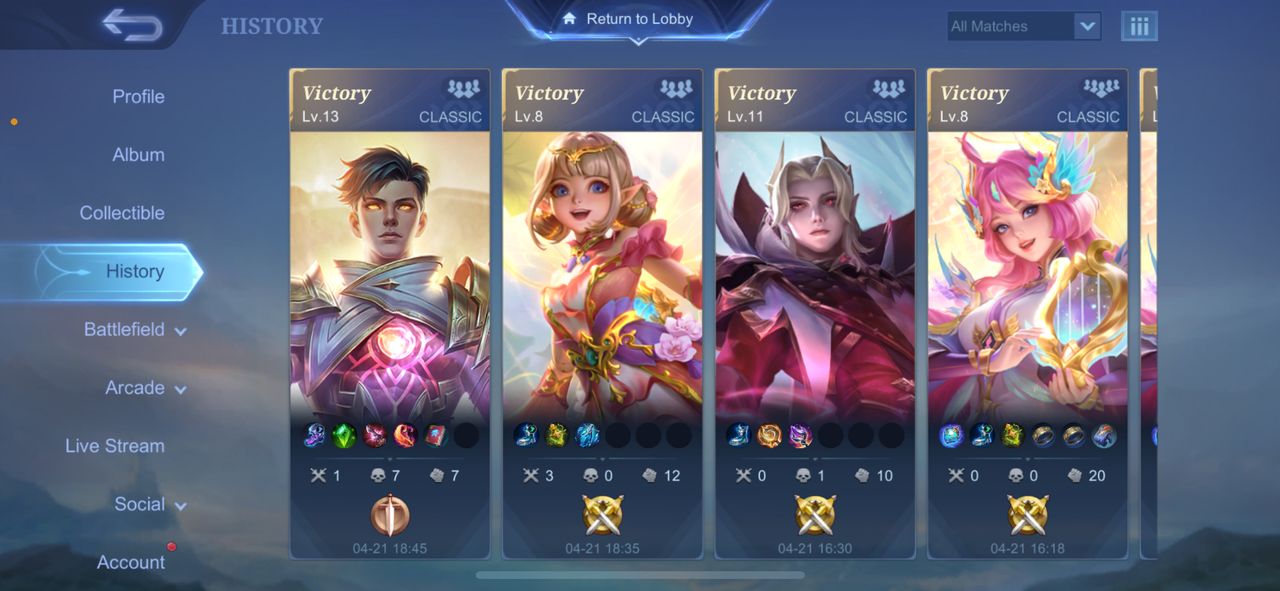 HISTORY
Return to Lobby
All Matches
Profile
Album
Collectible
History
Battlefield
Arcade
Live Stream
Social
Account
Victory
Lv.13 CLASSIC
1 7 7
04-21 18:45
Victory
Lv.8 CLASSIC
3 0 12
04-21 18:35
Victory
Lv.11 CLASSIC
0 1 10
04-21 16:30
Victory
Lv.8 CLASSIC
0 0 20
04-21 16:18